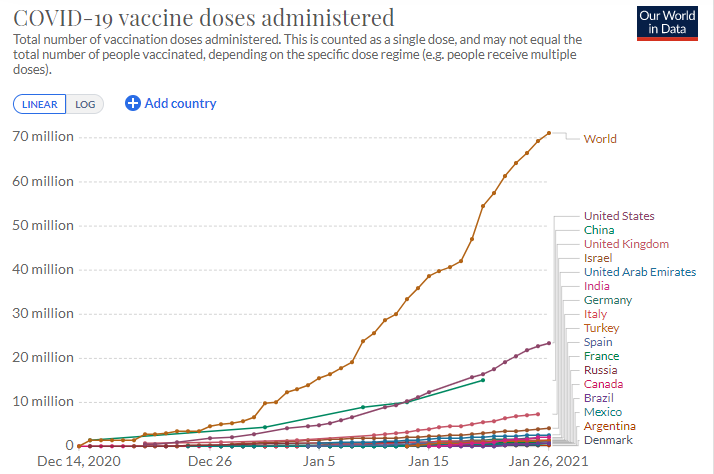 COVID-19 vaccine doses administered
Our World
in Data
Total number of vaccination doses administered. This is counted as a single dose, and may not equal the
total number of people vaccinated, depending on the specific dose regime (e.g. people receive multiple
doses).
LINEAR LOG
Add country
70 million
60 million
50 million
40 million
30 million
20 million
10 million
0
Dec 14, 2020 Dec 26 Jan 5 Jan 15 Jan 26, 2021
World
United States
China
United Kingdom
Israel
United Arab Emirates
India
Germany
Italy
Turkey
Spain
France
Russia
Canada
Brazil
Mexico
Argentina
Denmark